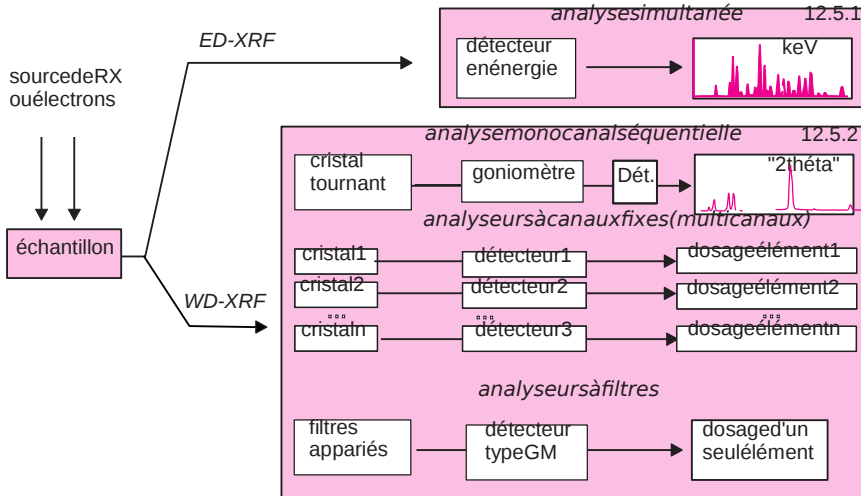 analysesimultanée 12.5.1
ED-XRF
détecteur
enénergie
keV
sourcedeRX
ouélectrons
analysemonocanalséquentielle 12.5.2
cristal
tournant
goniomètre
Dét.
"2théta"
analyseursàcanauxfixes(multicanaux)
échantillon
cristal1 détecteur1 dosageélément1
cristal2 détecteur2 dosageélément2
WD-XRF
... ... ...
cristaln détecteur3 dosageélémentn
analyseursàfiltres
filtres
appariés
détecteur
typeGM
dosaged'un
seulélément